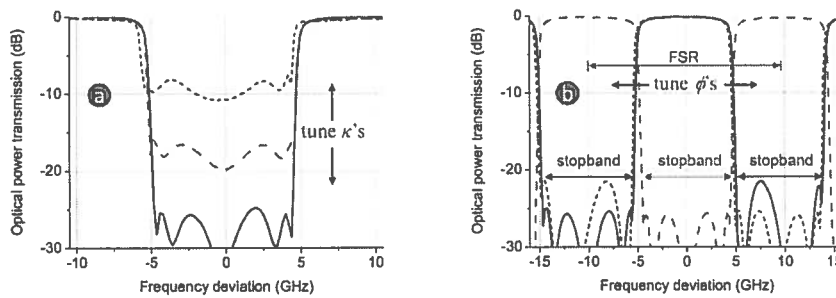 Optical power transmission (dB)
0
-10
-20
-30
a
tune κ's
-10
-5
0
5
10
Frequency deviation (GHz)
Optical power transmission (dB)
0
-10
-20
-30
b
FSR
tune ϕ's
stopband
stopband
stopband
-15
-10
-5
0
5
10
15
Frequency deviation (GHz)